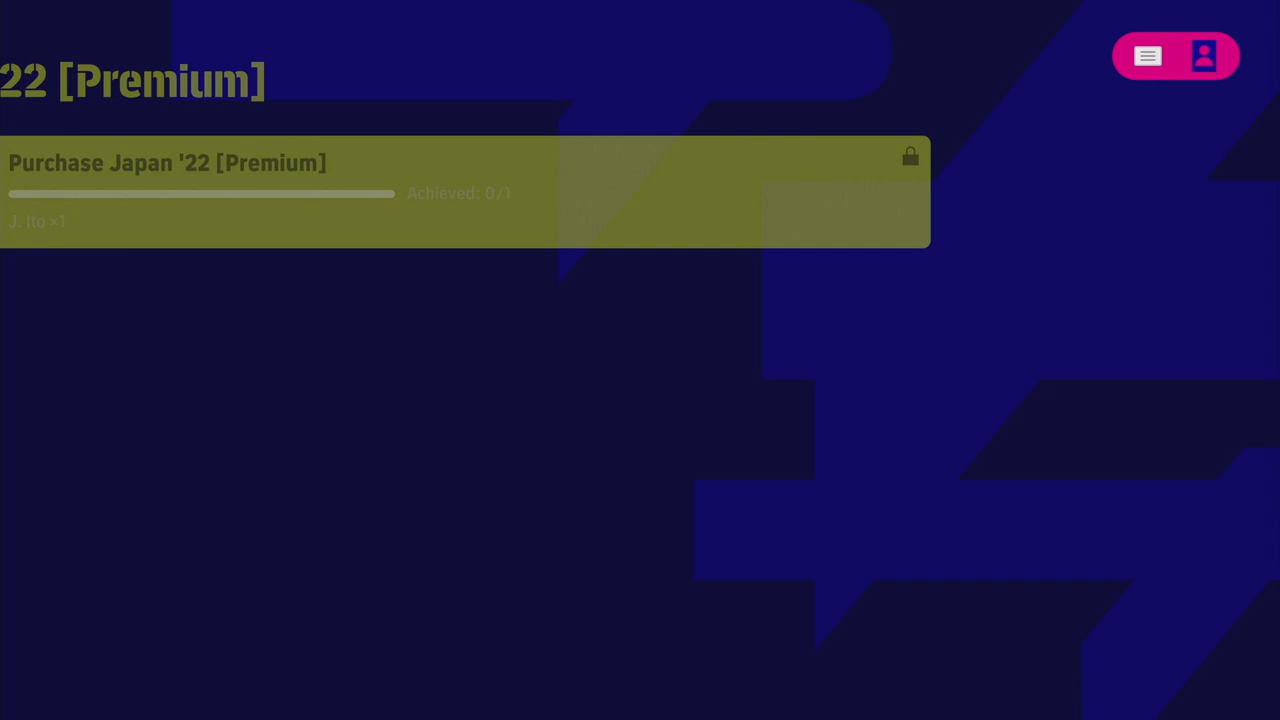 22 [Premium]
Purchase Japan '22 [Premium]
Achieved: 0/1
J. Ito ×1